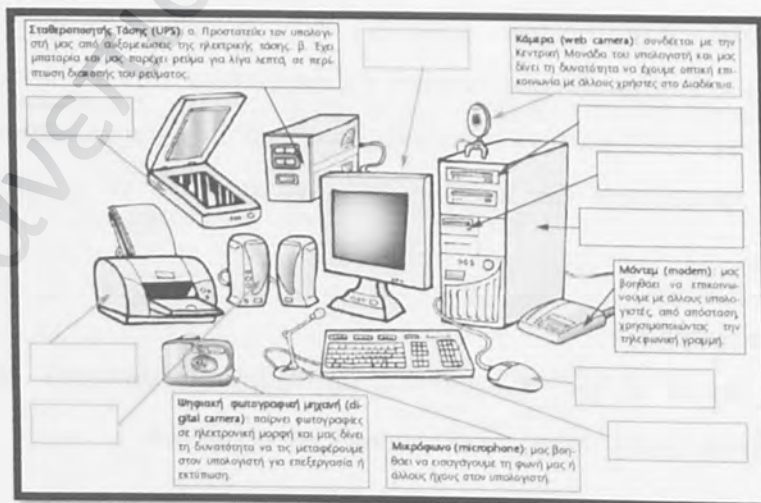 Σταθεροποιητής Τάσης (UPS): α. Προστατεύει τον υπολογι-
στή μας από αυξομειώσεις της ηλεκτρικής τάσης. β. Έχει
μπαταρία και μας παρέχει ρεύμα για λίγα λεπτά, σε περί-
πτωση διακοπής του ρεύματος.
Κάμερα (web camera): συνδέεται με την
Κεντρική Μονάδα του υπολογιστή και μας
δίνει τη δυνατότητα να έχουμε οπτική επι-
κοινωνία με άλλους χρήστες στο Διαδίκτυο.
Μόντεμ (modem): μας
βοηθάει να επικοινω-
νούμε με άλλους υπολο-
γιστές, από απόσταση,
χρησιμοποιώντας την
τηλεφωνική γραμμή.
Ψηφιακή φωτογραφική μηχανή (di-
gital camera): παίρνει φωτογραφίες
σε ηλεκτρονική μορφή και μας δίνει
τη δυνατότητα να τις μεταφέρουμε
στον υπολογιστή για επεξεργασία ή
εκτύπωση.
Μικρόφωνο (microphone): μας βοη-
θάει να εισαγάγουμε τη φωνή μας ή
άλλους ήχους στον υπολογιστή.